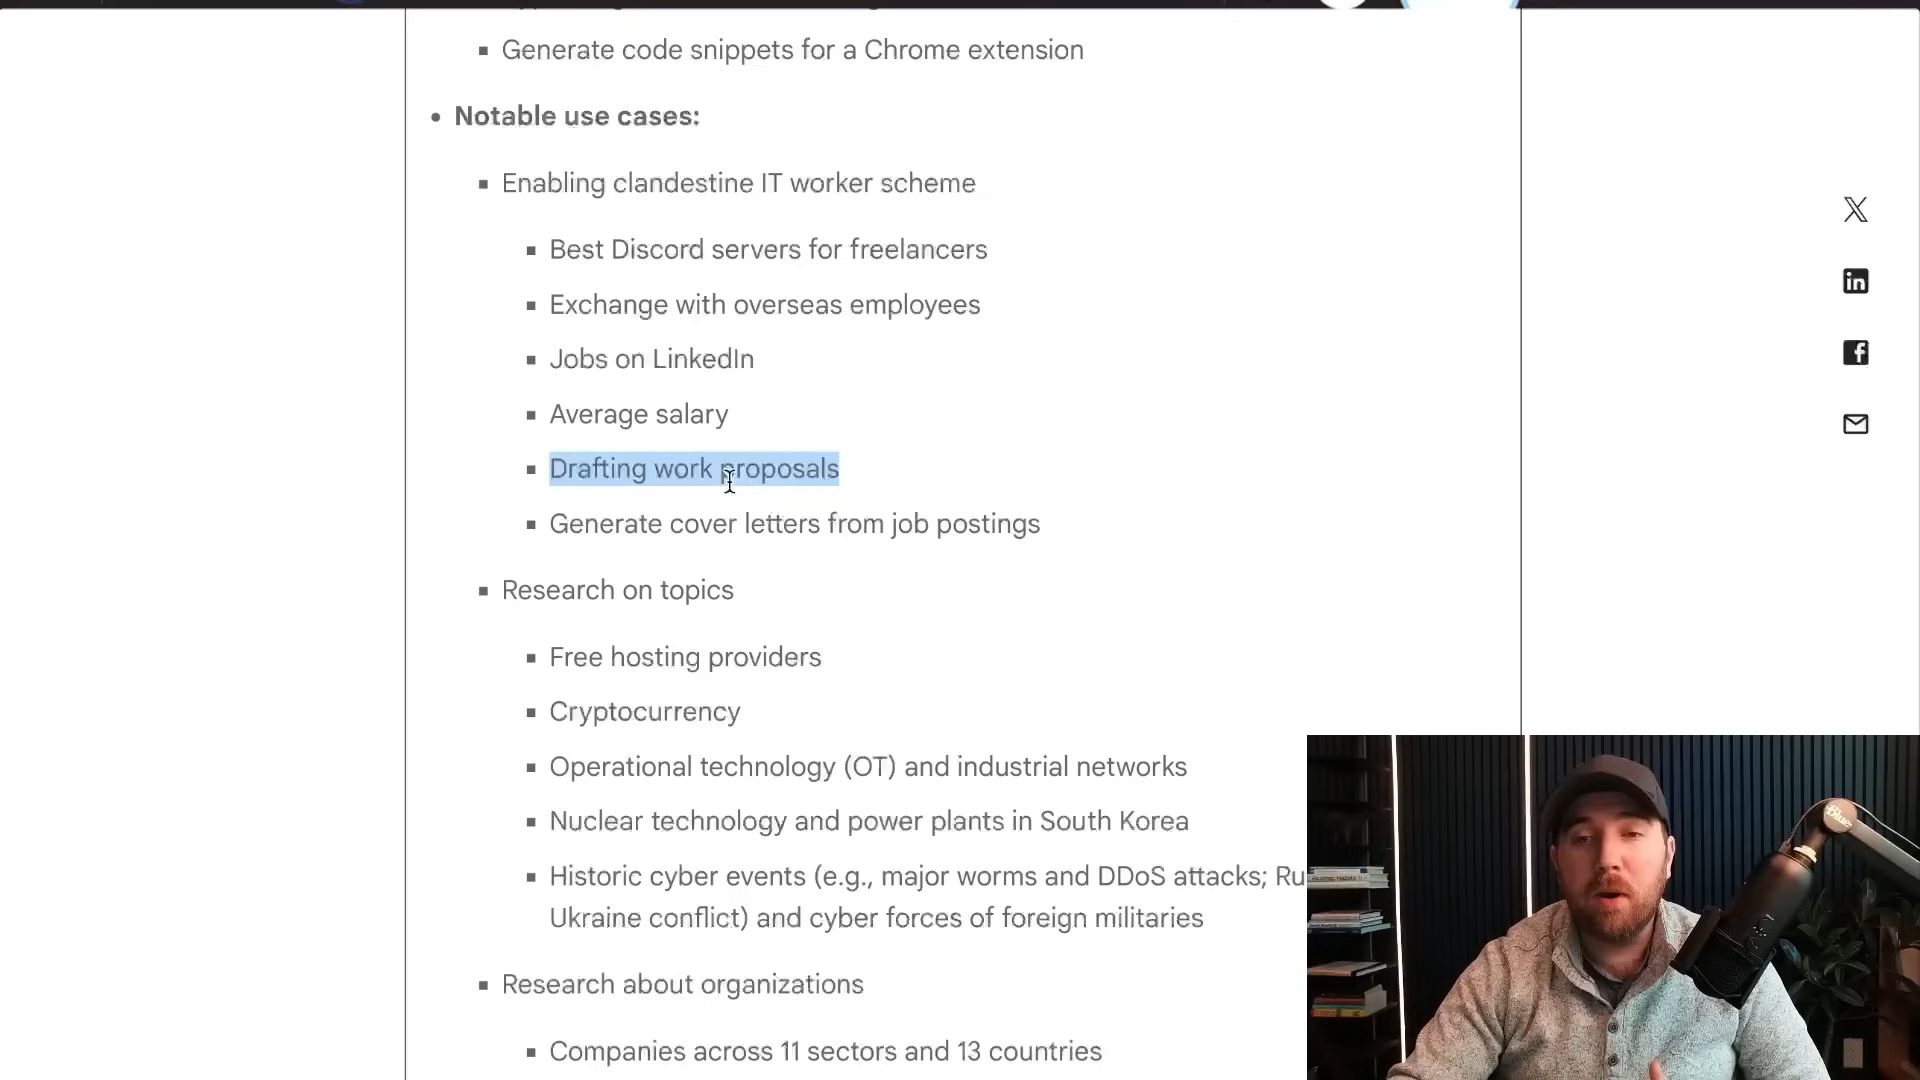 Generate code snippets for a Chrome extension
Notable use cases:
Enabling clandestine IT worker scheme
Best Discord servers for freelancers
Exchange with overseas employees
Jobs on LinkedIn
Average salary
Drafting work proposals
Generate cover letters from job postings
Research on topics
Free hosting providers
Cryptocurrency
Operational technology (OT) and industrial networks
Nuclear technology and power plants in South Korea
Historic cyber events (e.g., major worms and DDoS attacks; Ru
Ukraine conflict) and cyber forces of foreign militaries
Research about organizations
Companies across 11 sectors and 13 countries
X
in
f
Blue